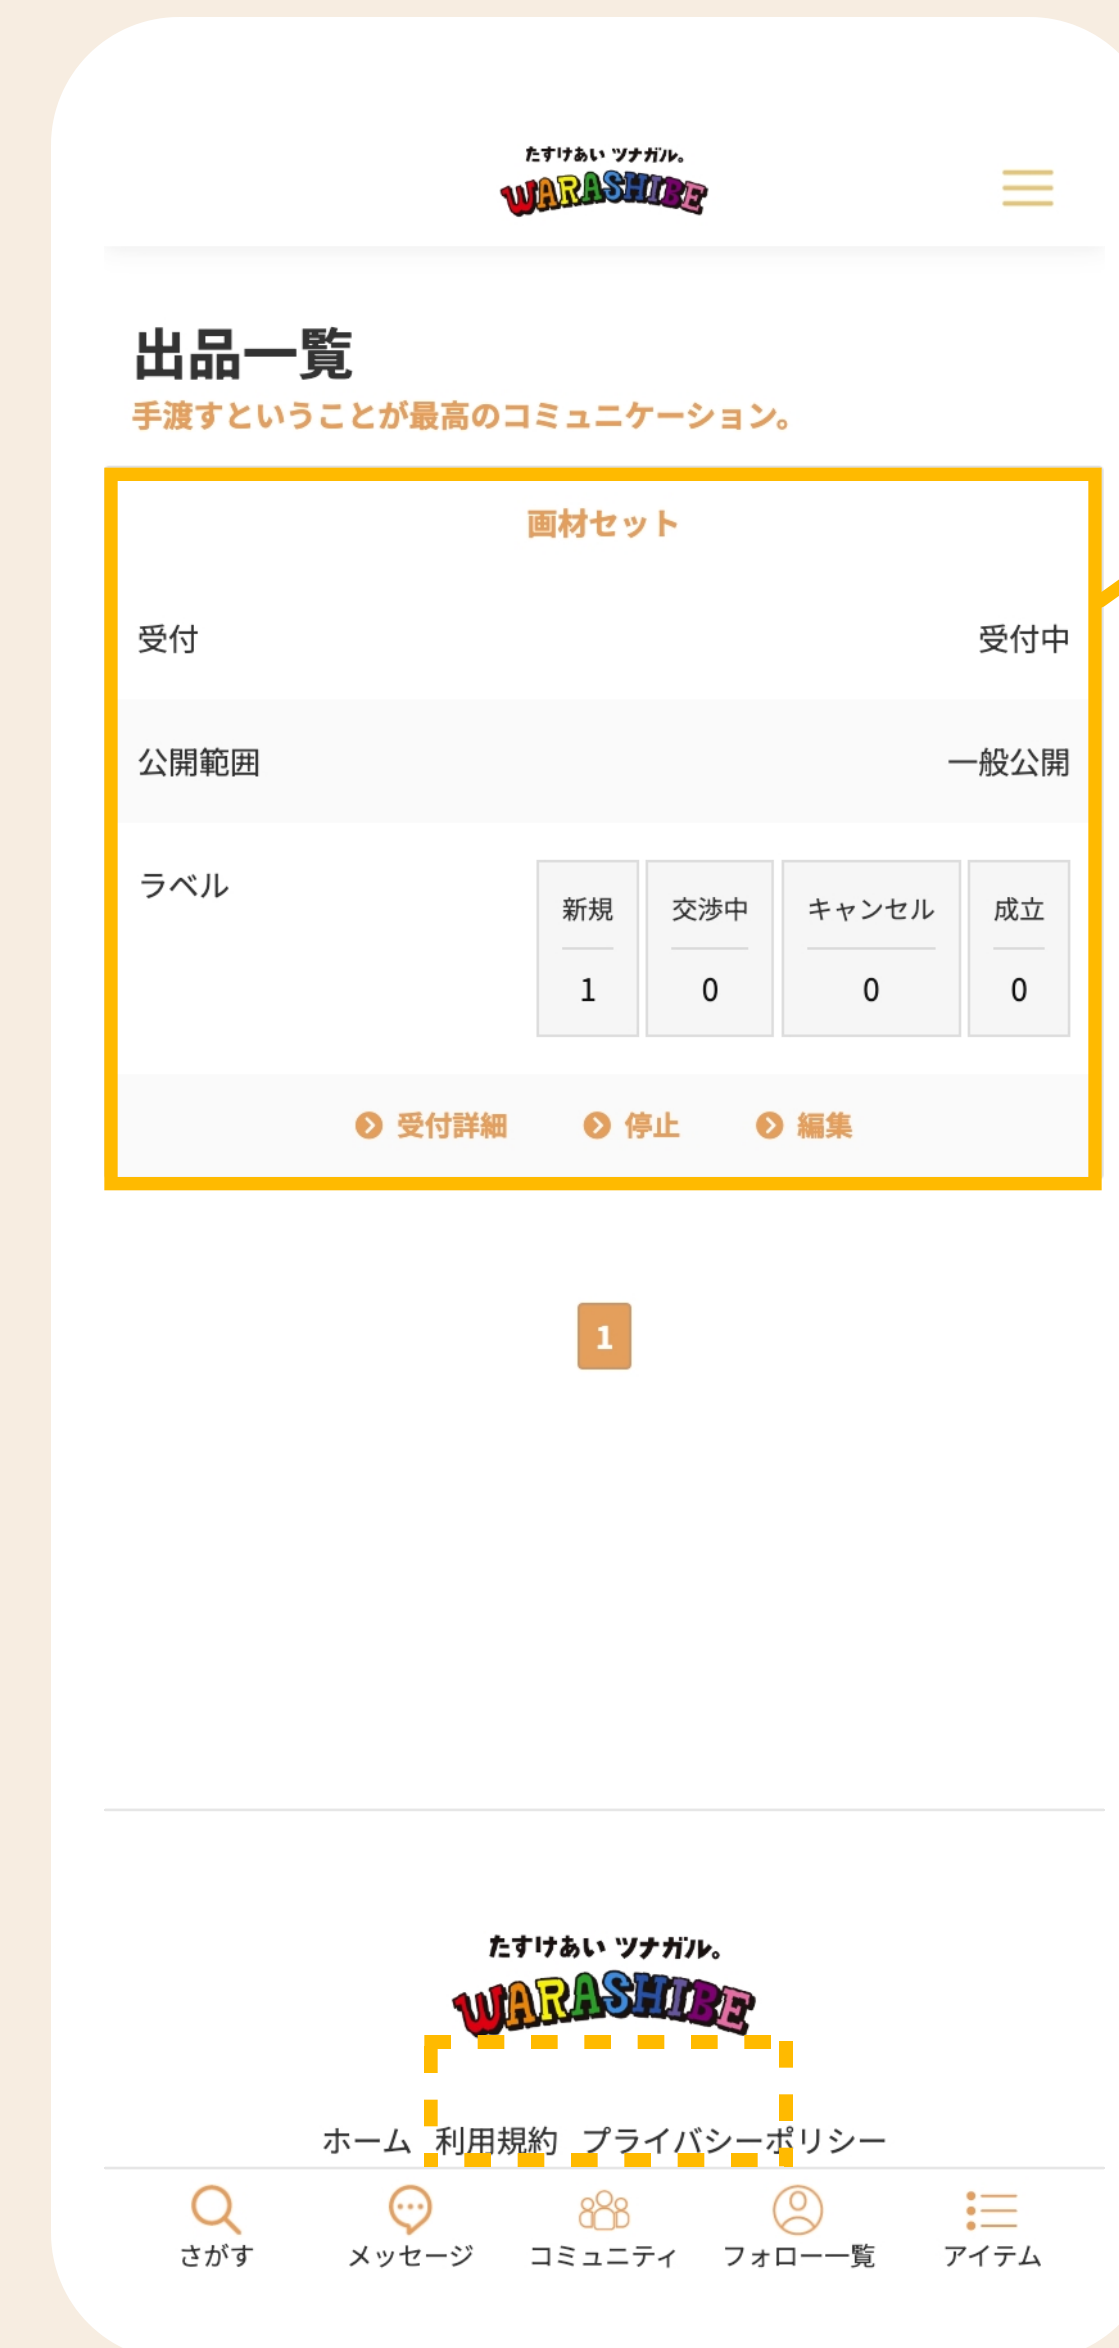 たすけあい ツナガル。
WARASHIBE
出品一覧
手渡すということが最高のコミュニケーション。
画材セット
受付 受付中
公開範囲 一般公開
ラベル 新規 交渉中 キャンセル 成立
1 0 0 0
受付詳細 停止 編集
1
たすけあい ツナガル。
WARASHIBE
ホーム 利用規約 プライバシーポリシー
さがす メッセージ コミュニティ フォロー一覧 アイテム